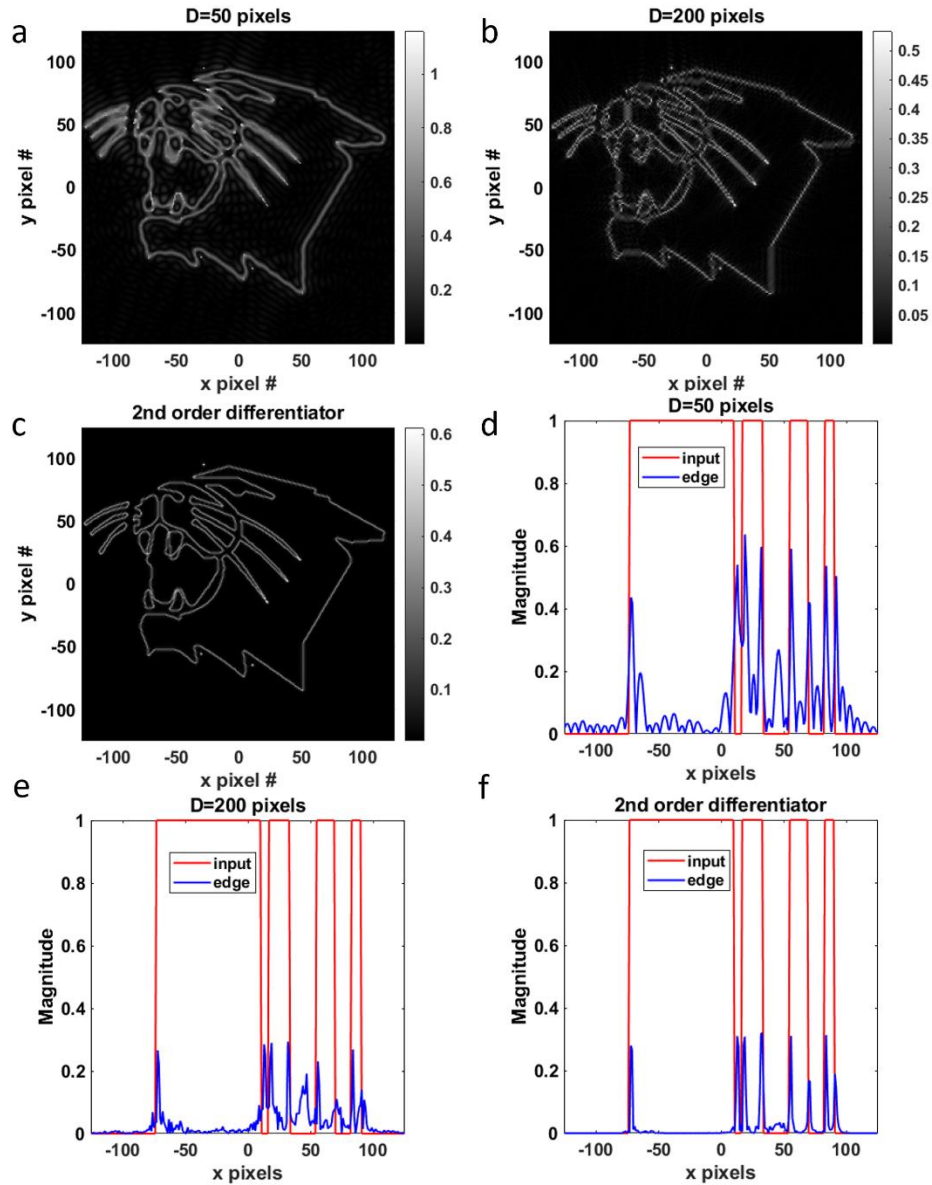 a
D=50 pixels
100
50
0
-50
-100
y pixel #
-100 -50 0 50 100
x pixel #
1
0.8
0.6
0.4
0.2
b
D=200 pixels
100
50
0
-50
-100
y pixel #
-100 -50 0 50 100
x pixel #
0.5
0.45
0.4
0.35
0.3
0.25
0.2
0.15
0.1
0.05
c
2nd order differentiator
100
50
0
-50
-100
y pixel #
-100 -50 0 50 100
x pixel #
0.6
0.5
0.4
0.3
0.2
0.1
d
D=50 pixels
1
0.8
0.6
0.4
0.2
0
Magnitude
input
edge
-100 -50 0 50 100
x pixels
e
D=200 pixels
1
0.8
0.6
0.4
0.2
0
Magnitude
input
edge
-100 -50 0 50 100
x pixels
f
2nd order differentiator
1
0.8
0.6
0.4
0.2
0
Magnitude
input
edge
-100 -50 0 50 100
x pixels